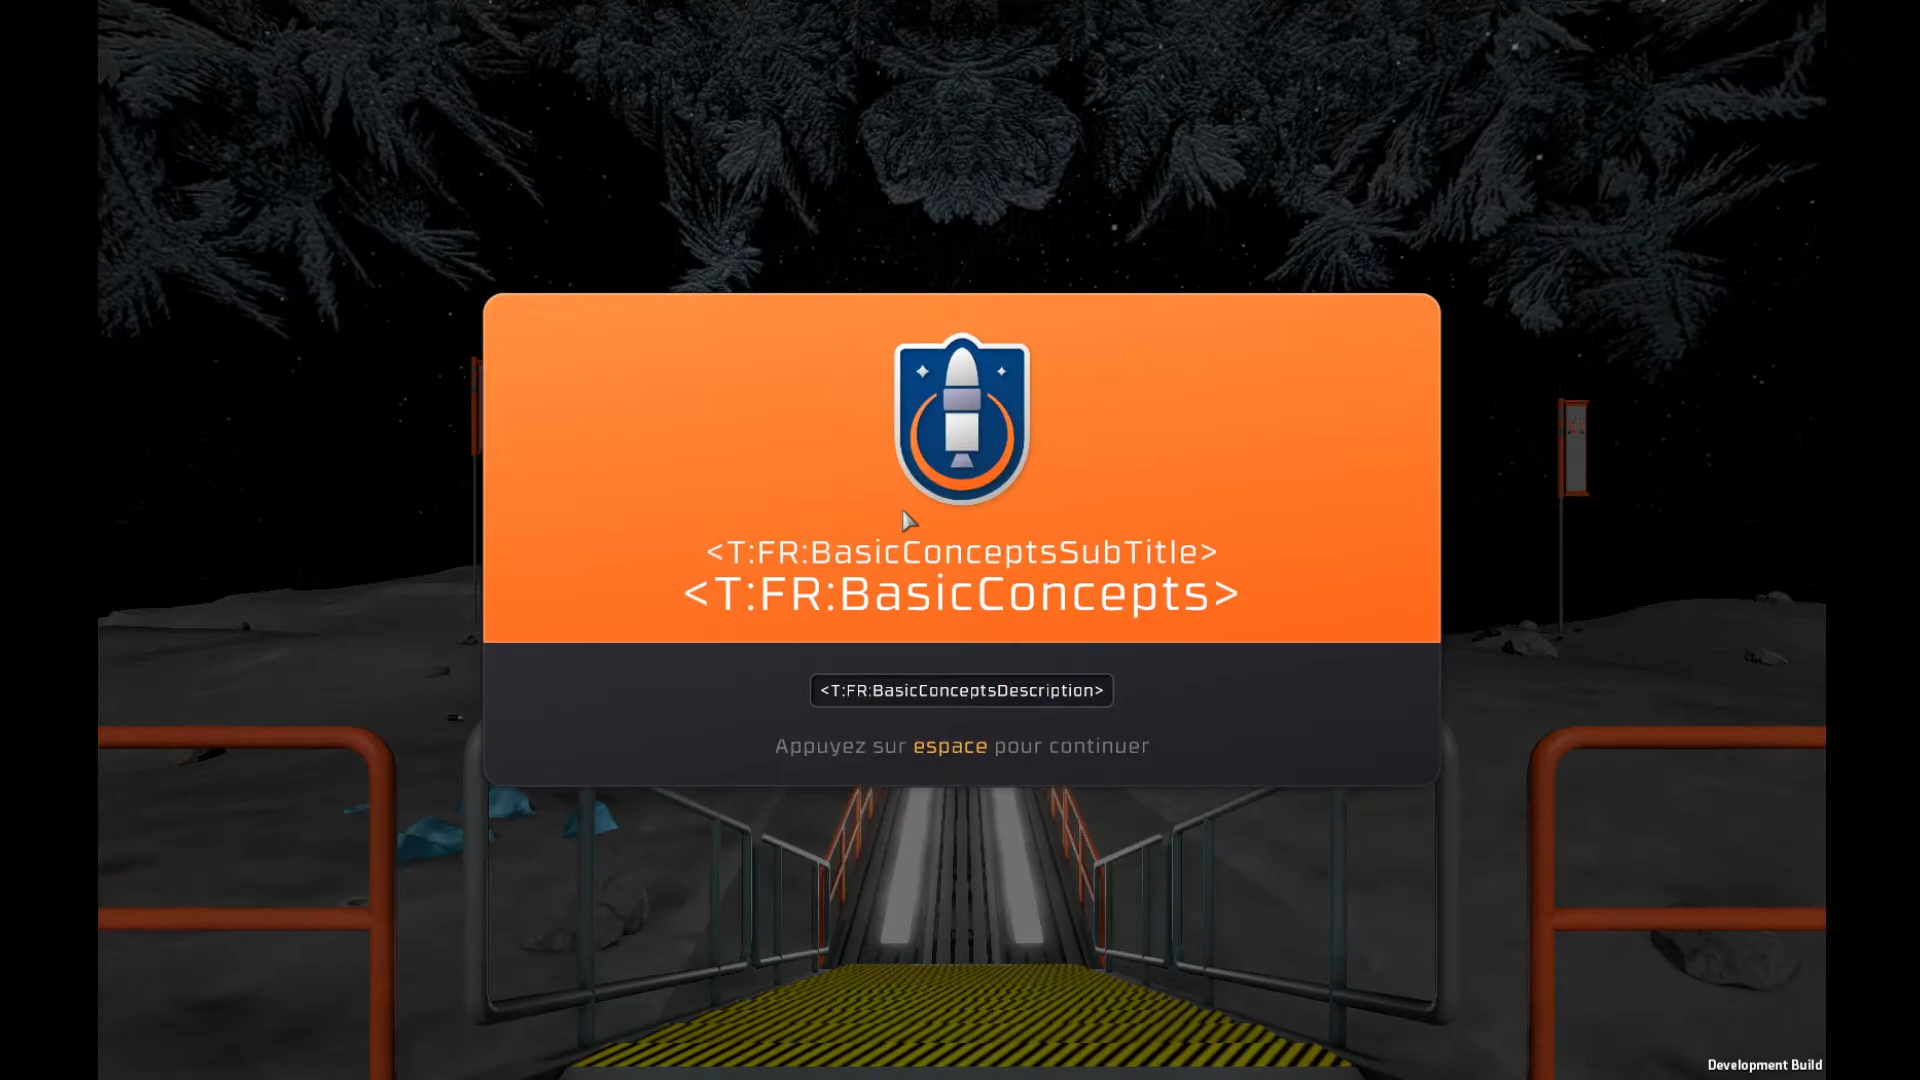 <T:FR:BasicConceptsSubTitle>
<T:FR:BasicConcepts>
<T:FR:BasicConceptsDescription>
Appuyez sur espace pour continuer
Development Build